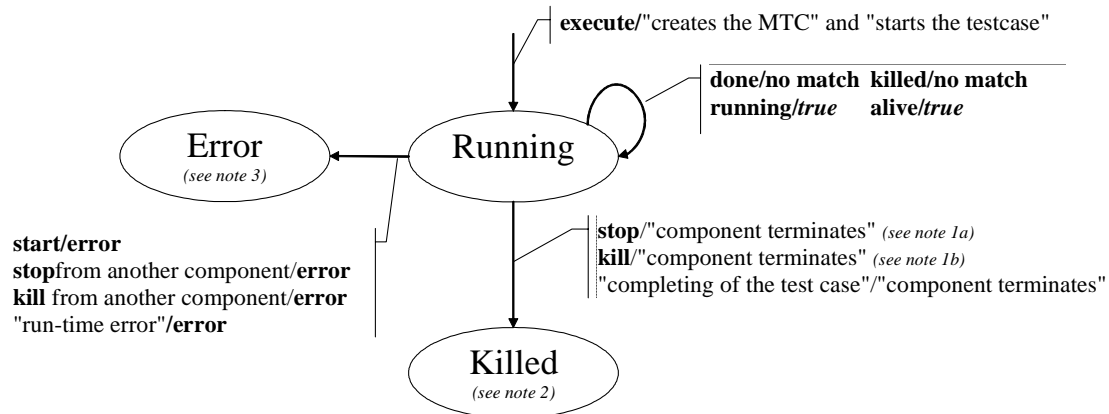 execute/"creates the MTC" and "starts the testcase"
done/no match killed/no match
running/true alive/true
Error
(see note 3)
Running
start/error
stopfrom another component/error
kill from another component/error
"run-time error"/error
stop/"component terminates" (see note 1a)
kill/"component terminates" (see note 1b)
"completing of the test case"/"component terminates"
Killed
(see note 2)